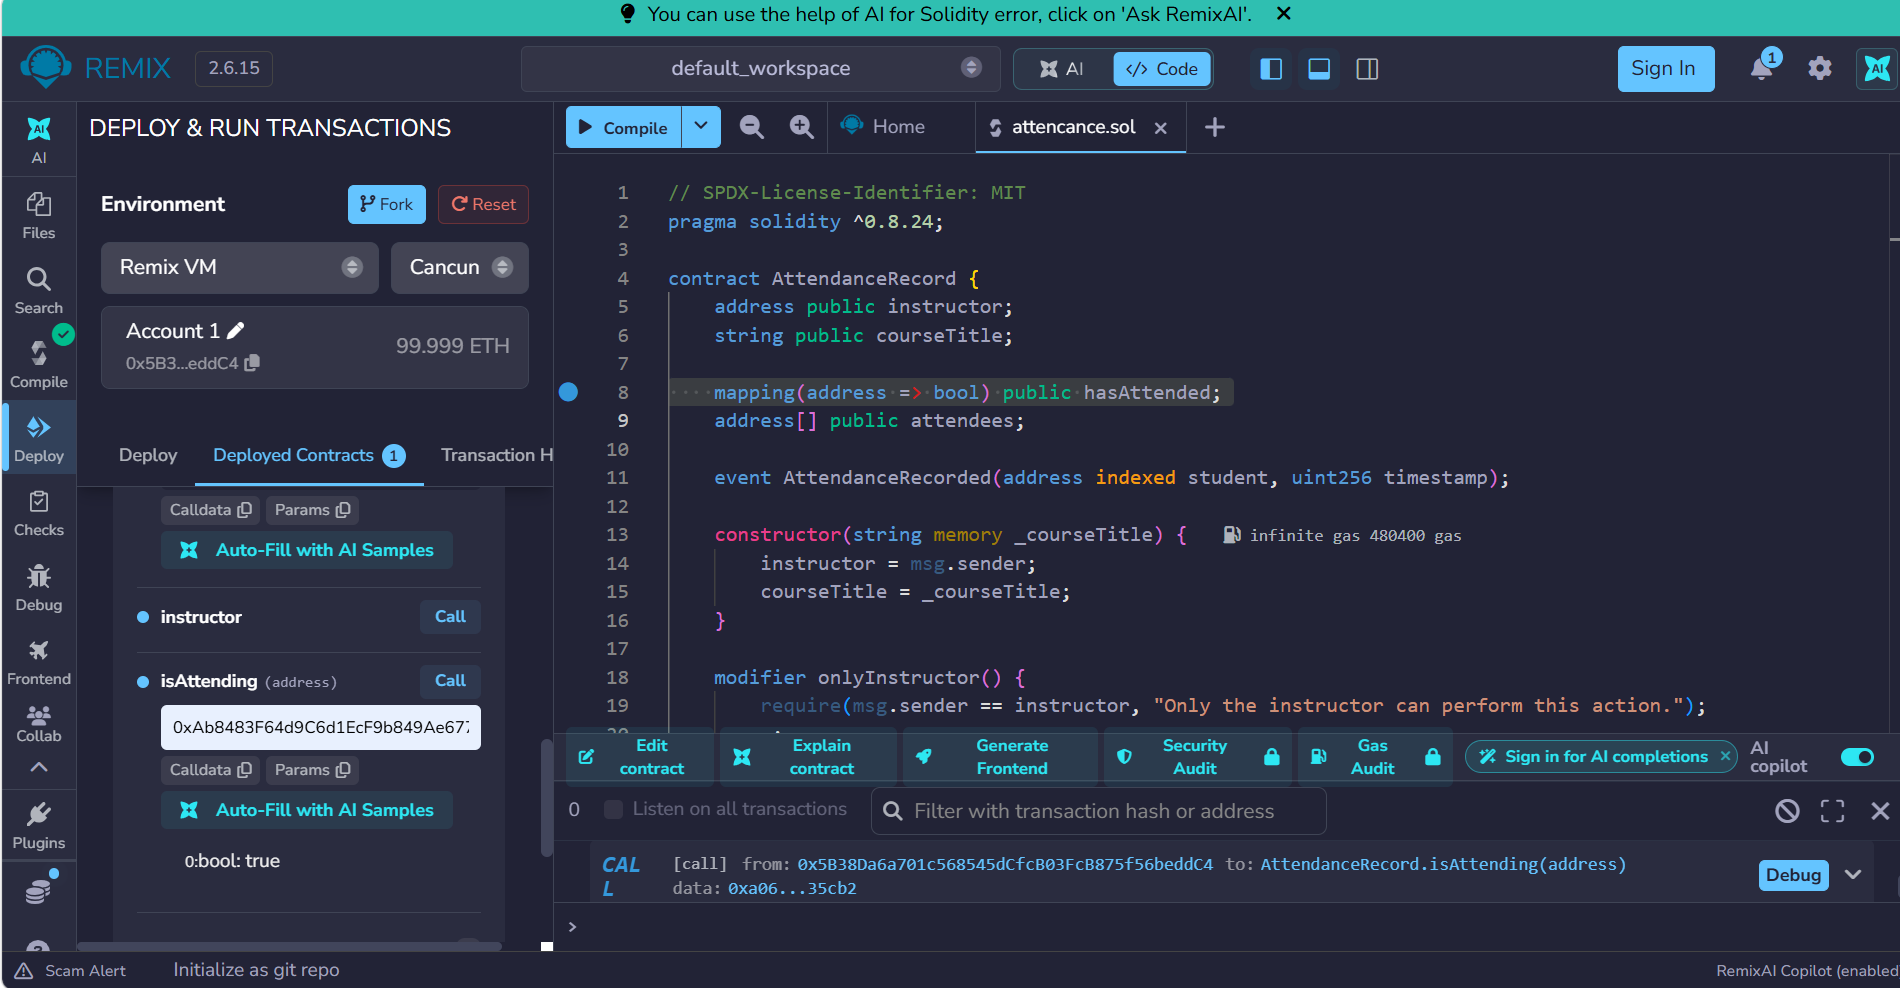 You can use the help of AI for Solidity error, click on 'Ask RemixAI'.
REMIX
2.6.15
default_workspace
AI
Code
Sign In
1
AI
AI
AI
Files
Search
Compile
Deploy
Checks
Debug
Frontend
Collab
Plugins
DEPLOY & RUN TRANSACTIONS
Environment
Fork
Reset
Remix VM
Cancun
Account 1
0x5B3...eddC4
99.999 ETH
Deploy
Deployed Contracts 1
Transaction H
Calldata
Params
Auto-Fill with AI Samples
instructor
Call
isAttending (address)
Call
0xAb8483F64d9C6d1EcF9b849Ae677
Calldata
Params
Auto-Fill with AI Samples
0:bool: true
Compile
Home
attencance.sol
1 // SPDX-License-Identifier: MIT
2 pragma solidity ^0.8.24;
3
4 contract AttendanceRecord {
5 address public instructor;
6 string public courseTitle;
7
8 mapping(address => bool) public hasAttended;
9 address[] public attendees;
10
11 event AttendanceRecorded(address indexed student, uint256 timestamp);
12
13 constructor(string memory _courseTitle) { infinite gas 480400 gas
14 instructor = msg.sender;
15 courseTitle = _courseTitle;
16 }
17
18 modifier onlyInstructor() {
19 require(msg.sender == instructor, "Only the instructor can perform this action.");
Edit contract
Explain contract
Generate Frontend
Security Audit
Gas Audit
Sign in for AI completions
AI copilot
0
Listen on all transactions
Filter with transaction hash or address
CALL
[call] from: 0x5B38Da6a701c568545dCfcB03FcB875f56beddC4 to: AttendanceRecord.isAttending(address)
data: 0xa06...35cb2
Debug
>
Scam Alert
Initialize as git repo
RemixAI Copilot (enabled